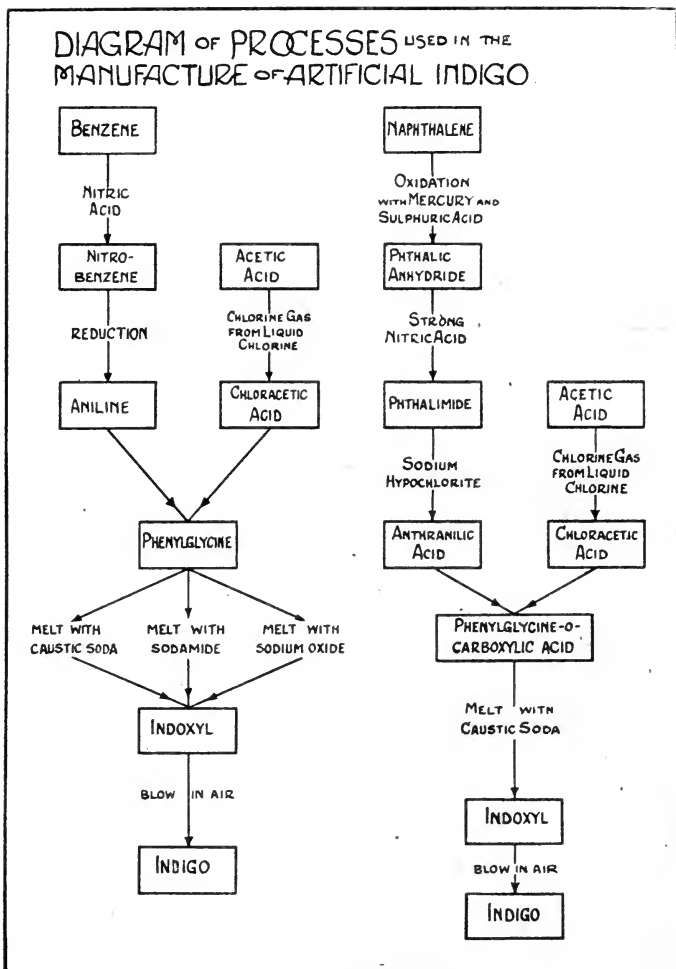 DIAGRAM OF PROCESSES USED IN THE
MANUFACTURE OF ARTIFICIAL INDIGO
BENZENE
NITRIC
ACID
NITRO-
BENZENE
REDUCTION
ANILINE
ACETIC
ACID
CHLORINE GAS
FROM LIQUID
CHLORINE
CHLORACETIC
ACID
PHENYLGLYCINE
MELT WITH
CAUSTIC SODA
MELT WITH
SODAMIDE
MELT WITH
SODIUM OXIDE
INDOXYL
BLOW IN AIR
INDIGO
NAPHTHALENE
OXIDATION
WITH MERCURY AND
SULPHURIC ACID
PHTHALIC
ANHYDRIDE
STRONG
NITRIC ACID
PHTHALIMIDE
SODIUM
HYPOCHLORITE
ANTHRANILIC
ACID
ACETIC
ACID
CHLORINE GAS
FROM LIQUID
CHLORINE
CHLORACETIC
ACID
PHENYLGLYCINE-O-
CARBOXYLIC ACID
MELT WITH
CAUSTIC SODA
INDOXYL
BLOW IN AIR
INDIGO